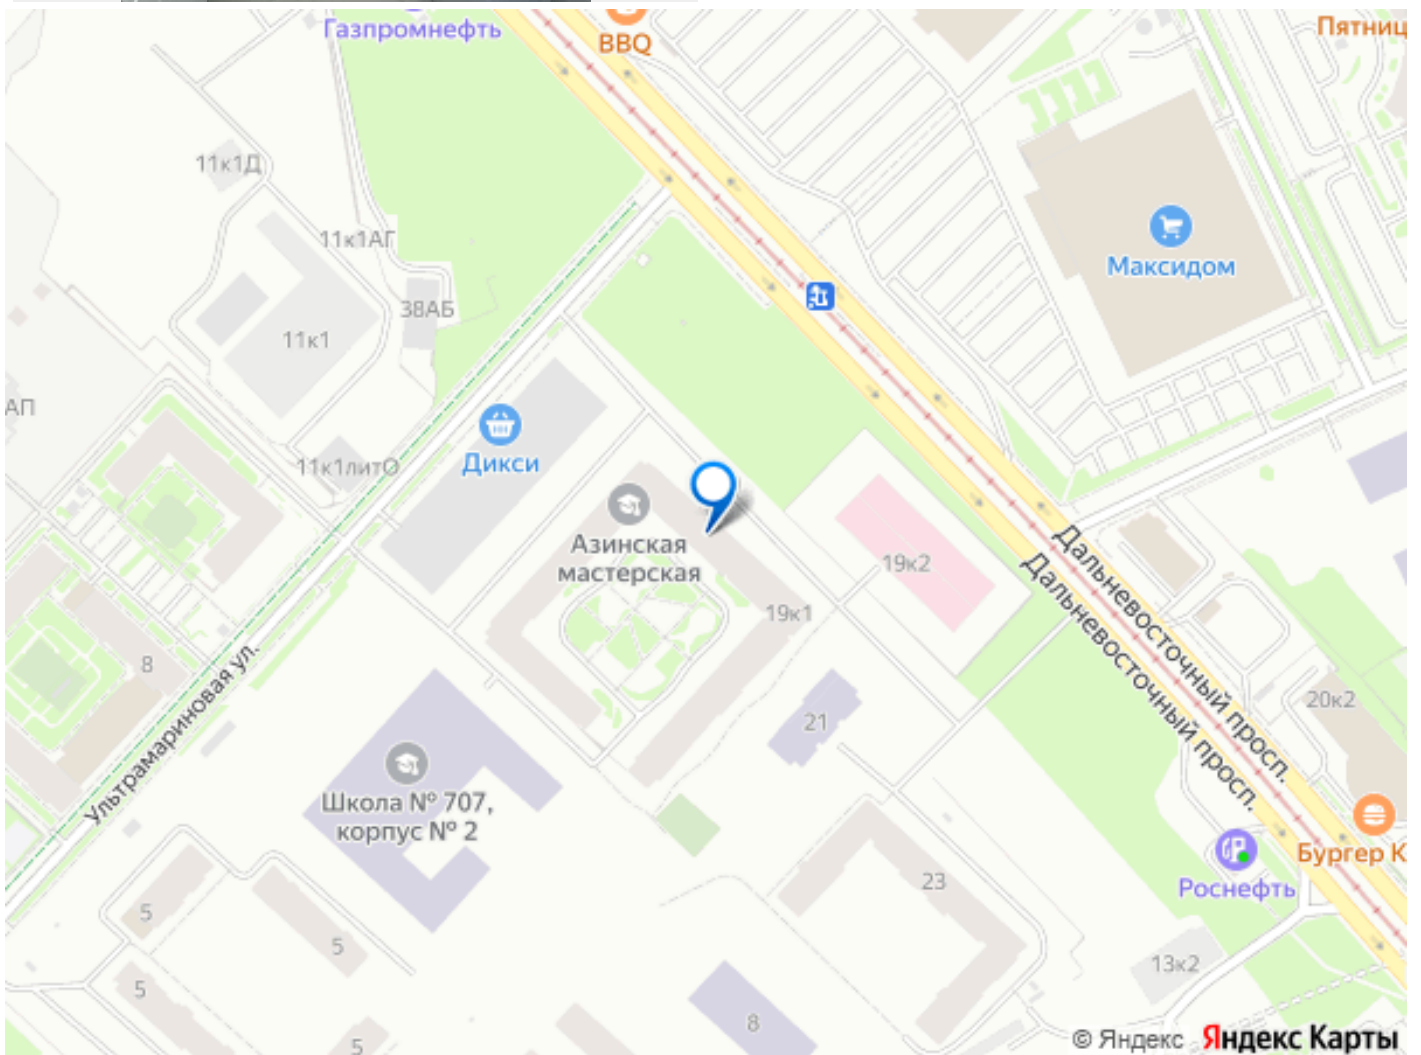 Газпромнефть
BBQ
Пятниц
11к1Д
11к1АГ
38АБ
11к1
Максидом
АП
11к1литО
Дикси
Азинская
мастерская
19к2
19к1
Дальневосточный просп.
Дальневосточный просп.
8
Ультрамариновая ул.
21
20к2
Школа № 707,
корпус № 2
Бургер К
Роснефть
23
5
5
13к2
5
8
5
© Яндекс Яндекс Карты